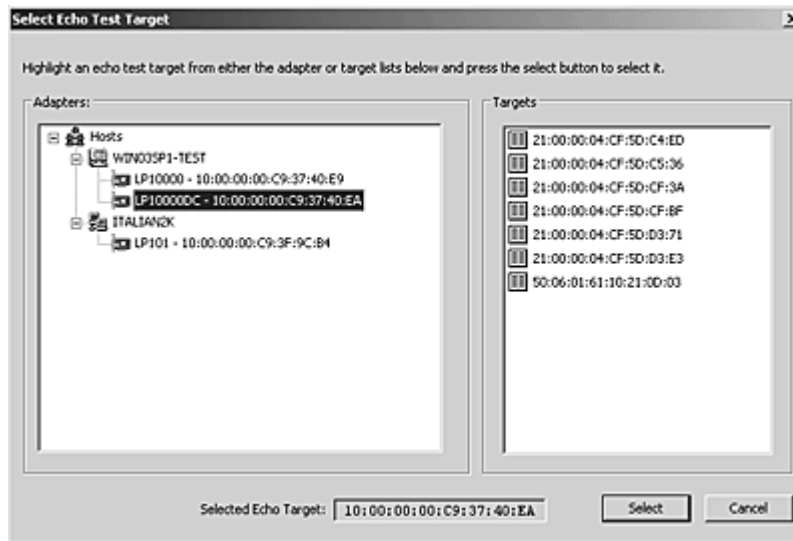 Select Echo Test Target
Highlight an echo test target from either the adapter or target lists below and press the select button to select it.
Adapters:
Hosts
WIN03SP1-TEST
LP10000 - 10:00:00:00:C9:37:40:E9
LP10000DC - 10:00:00:00:C9:37:40:EA
ITALIAN2K
LP101 - 10:00:00:00:C9:3F:9C:B4
Targets
21:00:00:04:CF:5D:C4:ED
21:00:00:04:CF:5D:C5:36
21:00:00:04:CF:5D:CF:3A
21:00:00:04:CF:5D:CF:BF
21:00:00:04:CF:5D:D3:71
21:00:00:04:CF:5D:D3:E3
50:06:01:61:10:21:0D:03
Selected Echo Target: 10:00:00:00:C9:37:40:EA
Select
Cancel